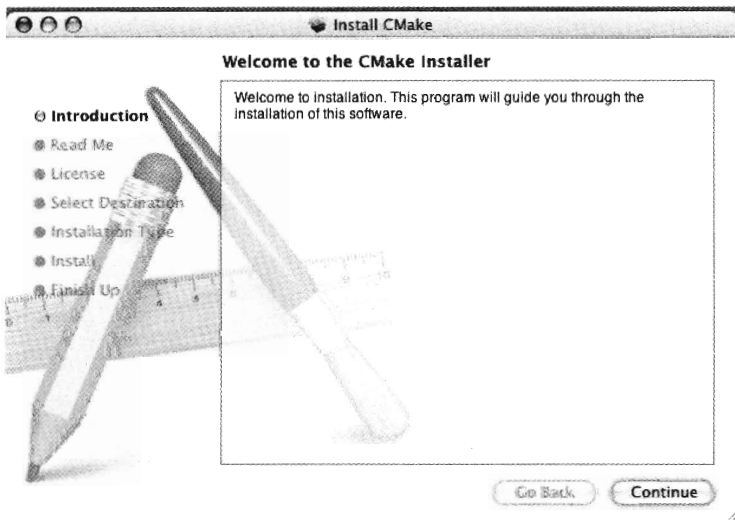 Install CMake
Welcome to the CMake Installer
Introduction
Read Me
License
Select Destination
Installation Type
Install
Finish Up
Welcome to installation. This program will guide you through the
installation of this software.
Go Back
Continue